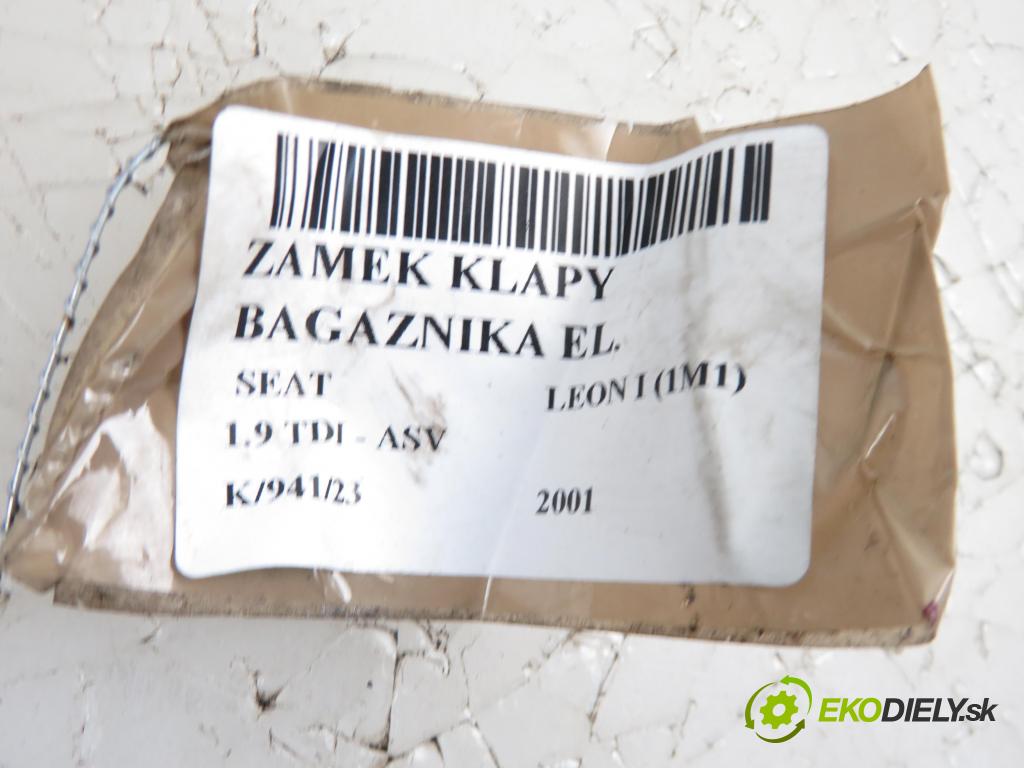 ZAMEK KLAPY
BAGAZNIKA EL.
SEAT LEON I (1M1)
1.9 TDI - ASV
K/941/23 2001
EKODIELY.sk